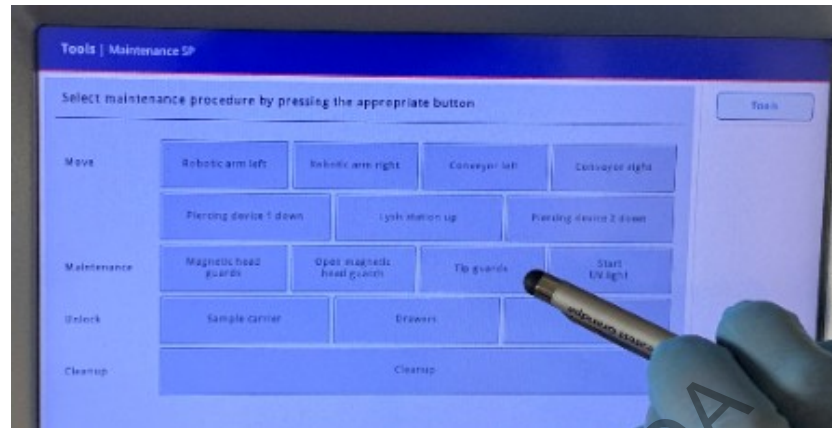 Tools | Maintenance SP
Select maintenance procedure by pressing the appropriate button
Tools
Move
Robotic arm left
Robotic arm right
Conveyor left
Conveyor right
Piercing device 1 down
Lysis station up
Piercing device 2 down
Maintenance
Magnetic head
guards
Open magnetic
head guards
Tip guards
Start
UV light
Unlock
Sample carrier
Drawers
Cleanup
Cleanup